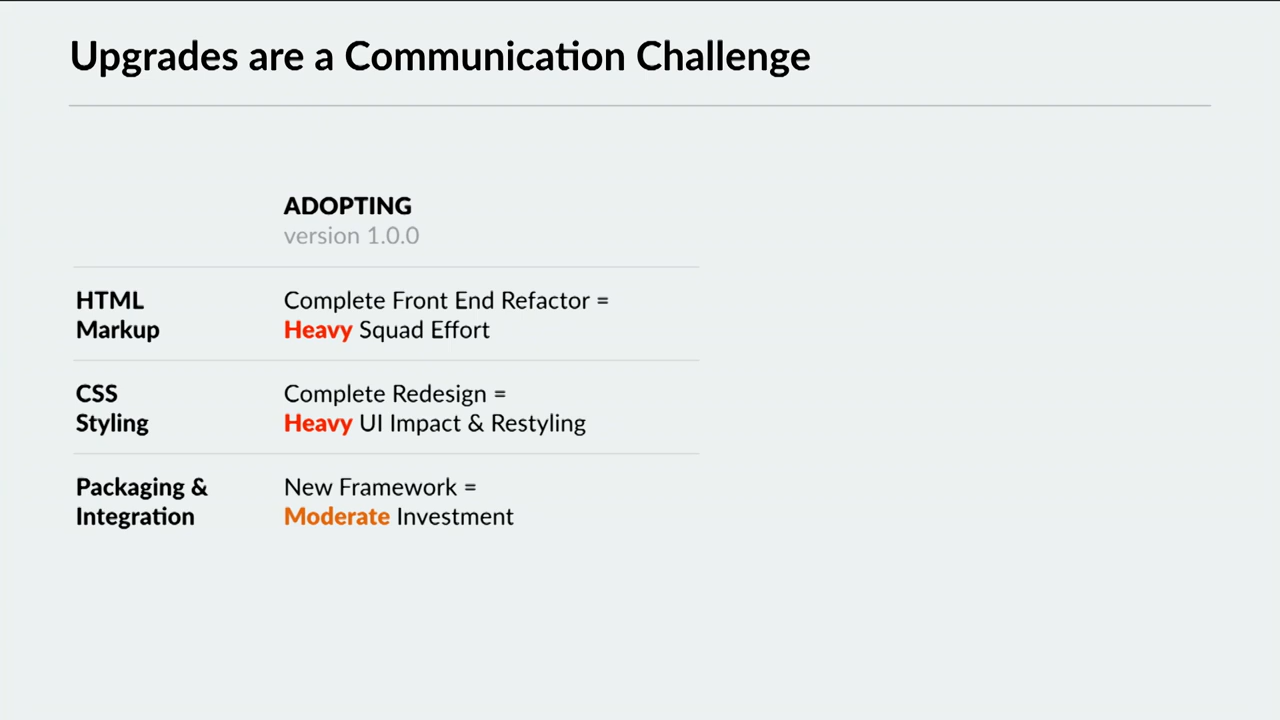 Upgrades are a Communication Challenge
ADOPTING
version 1.0.0
HTML
Markup
Complete Front End Refactor =
Heavy Squad Effort
CSS
Styling
Complete Redesign =
Heavy UI Impact & Restyling
Packaging &
Integration
New Framework =
Moderate Investment